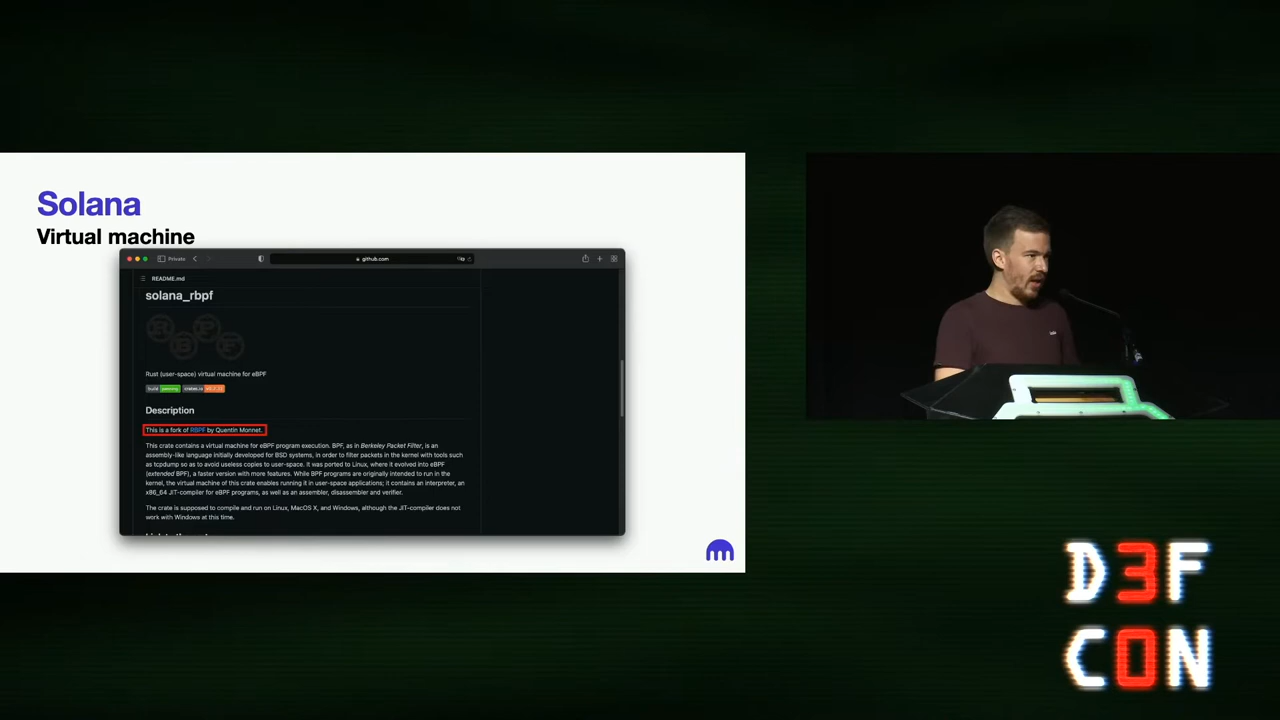 Solana
Virtual machine
Private
github.com
README.md
solana_rbpf
R P
B F
Rust (user-space) virtual machine for eBPF
build passing crates.io
Description
This is a fork of RBPF by Quentin Monnet.
This crate contains a virtual machine for eBPF program execution. BPF, as in Berkeley Packet Filter, is an
assembly-like language initially developed for BSD systems, in order to filter packets in the kernel with tools such
as tcpdump so as to avoid useless copies to user-space. it was ported to Linux, where it evolved into eBPF
(extended BPF), a faster version with more features. While BPF programs are originally intended to run in the
kernel, the virtual machine of this crate enables running it in user-space applications; it contains an interpreter, an
x86_64 JIT-compiler for eBPF programs, as well as an assembler, disassembler and verifier.
The crate is supposed to compile and run on Linux, MacOS X, and Windows, although the JIT-compiler does not
work with Windows at this time.
D3F
C0N